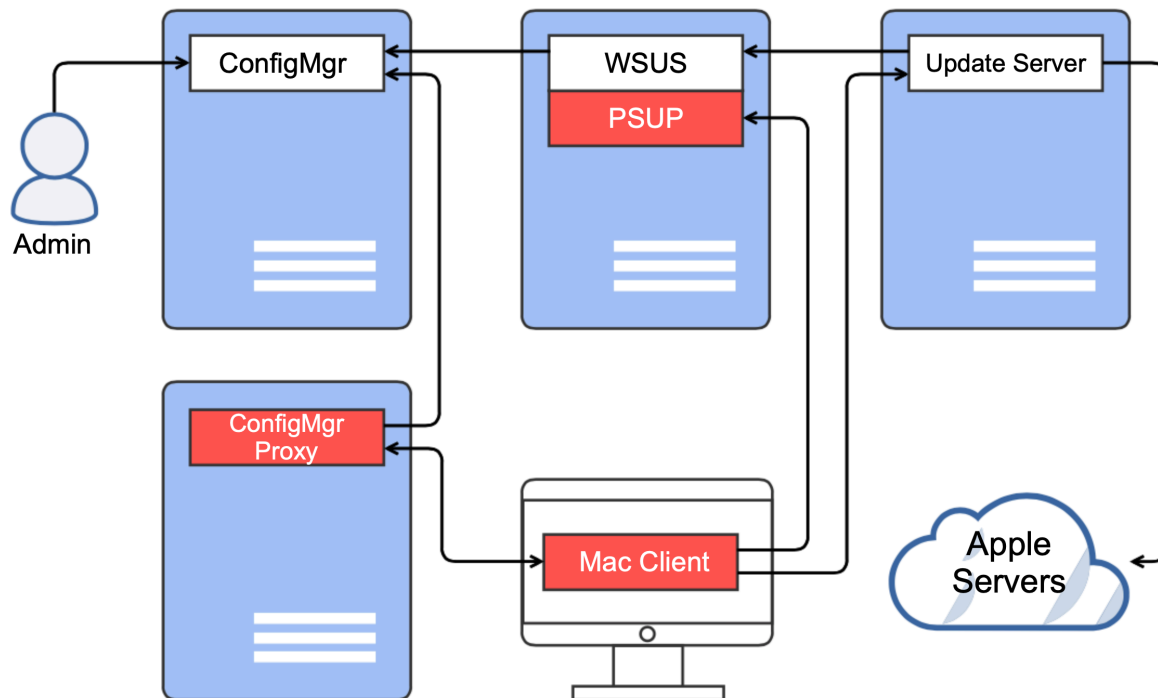 ConfigMgr
WSUS
PSUP
Update Server
Admin
ConfigMgr
Proxy
Mac Client
Apple
Servers